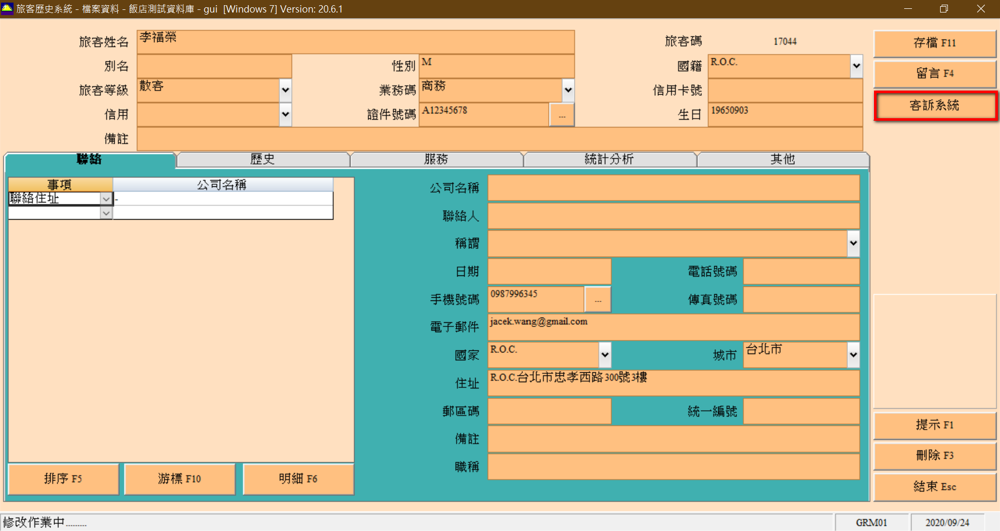 旅客歷史系統 - 檔案資料 - 飯店測試資料庫 - gui  [Windows 7] Version: 20.6.1
旅客姓名 李福榮 旅客碼 17044 存檔 F11
別名 性別 M 國籍 R.O.C. 留言 F4
旅客等級 散客 業務碼 商務 信用卡號 客訴系統
信用 證件號碼 A12345678 ... 生日 19650903
備註
聯絡 歷史 服務 統計分析 其他
事項 公司名稱
聯絡住址 -
公司名稱
聯絡人
稱謂
日期 電話號碼
手機號碼 0987996345 ... 傳真號碼
電子郵件 jacek.wang@gmail.com
國家 R.O.C. 城市 台北市
住址 R.O.C.台北市忠孝西路300號3樓
郵區碼 統一編號
備註
職稱
排序 F5 游標 F10 明細 F6
提示 F1
刪除 F3
結束 Esc
修改作業中......... GRM01 2020/09/24